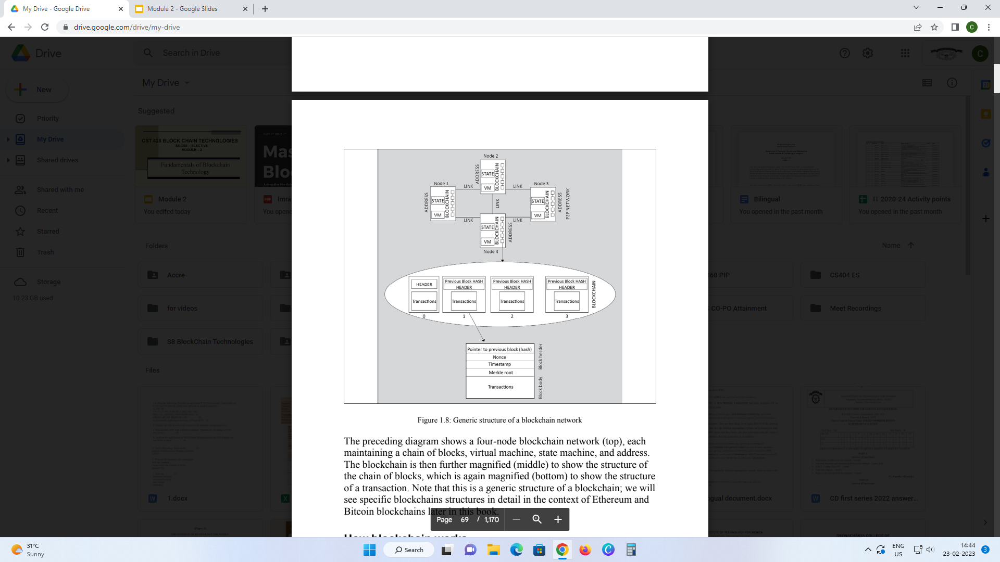 My Drive - Google Drive
Module 2 - Google Slides
drive.google.com/drive/my-drive
C
Drive
Search in Drive
C
My Drive
New
Suggested
Priority
My Drive
Shared drives
Shared with me
Recent
Starred
Trash
Storage
10.23 GB used
CST 428 BLOCK CHAIN TECHNOLOGIES
S8 CSE – ELECTIVE
MODULE – 2
Fundamentals of Blockchain
Technology
Module 2
You edited today
Mas
Blo
PDF
Imra
You opene
Bilingual
You opened in the past month
IT 2020-24 Activity points
You opened in the past month
Folders
Name
Accre
for videos
S8 BlockChain Technologies
68 PIP
CS404 ES
CO-PO Attainment
Meet Recordings
Files
1.docx
gual document.docx
CD first series 2022 answer...
Node 2
ADDRESS
STATE
VM
BLOCKCHAIN
Node 1
ADDRESS
STATE
VM
BLOCKCHAIN
LINK
LINK
LINK
LINK
LINK
Node 3
STATE
VM
BLOCKCHAIN
ADDRESS
P2P NETWORK
STATE
VM
BLOCKCHAIN
ADDRESS
Node 4
HEADER
Transactions
0
Previous Block HASH
HEADER
Transactions
1
Previous Block HASH
HEADER
Transactions
2
Previous Block HASH
HEADER
Transactions
3
BLOCKCHAIN
Pointer to previous block (hash)
Nonce
Timestamp
Merkle root
Transactions
Block header
Block body
Figure 1.8: Generic structure of a blockchain network
The preceding diagram shows a four-node blockchain network (top), each
maintaining a chain of blocks, virtual machine, state machine, and address.
The blockchain is then further magnified (middle) to show the structure of
the chain of blocks, which is again magnified (bottom) to show the structure
of a transaction. Note that this is a generic structure of a blockchain; we will
see specific blockchains structures in detail in the context of Ethereum and
Bitcoin blockchains later in this book.
How blockchain works
Page 69 / 1,170
31°C
Sunny
Search
ENG
US
14:44
23-02-2023
3